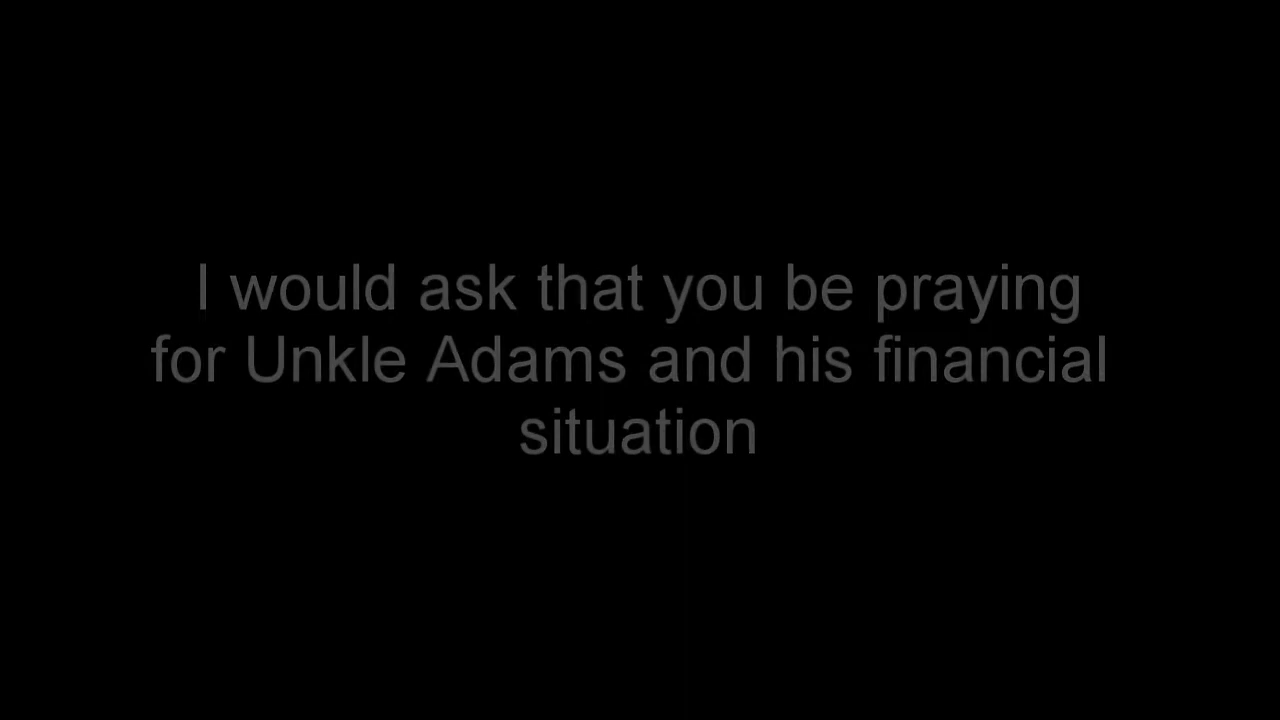 I would ask that you be praying
for Unkle Adams and his financial
situation